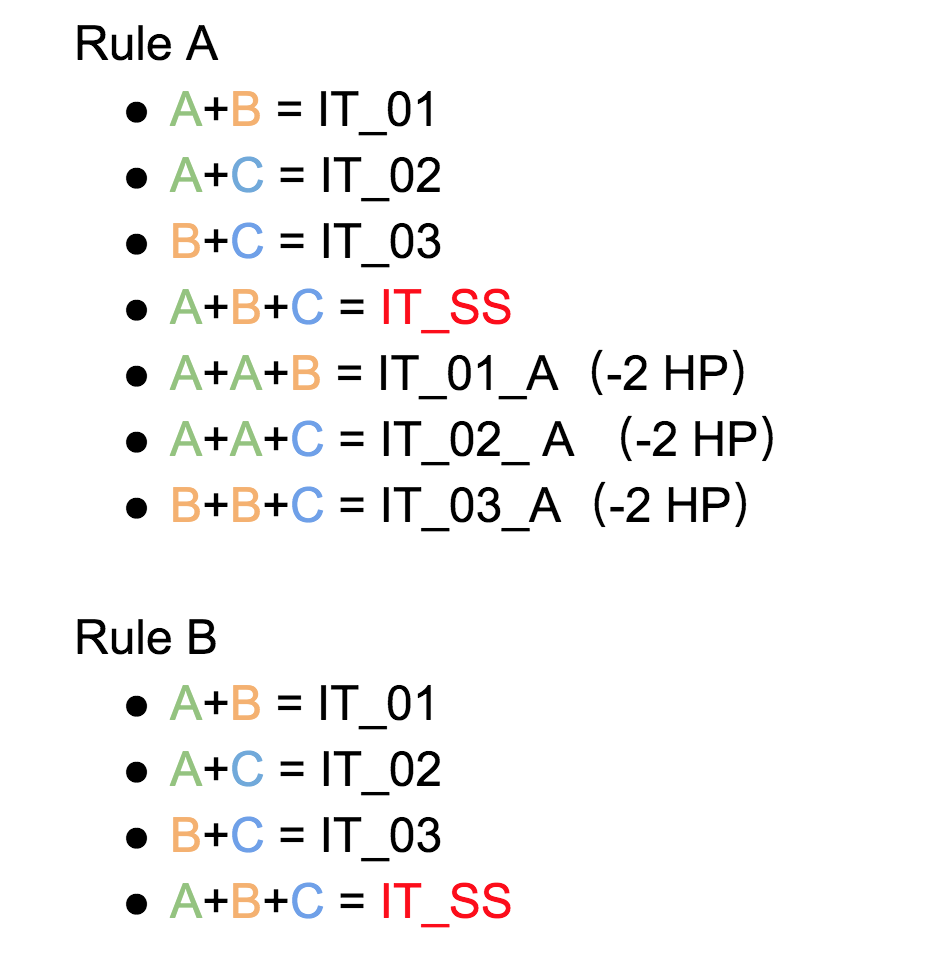 Rule A
● A+B = IT_01
● A+C = IT_02
● B+C = IT_03
● A+B+C = IT_SS
● A+A+B = IT_01_A (-2 HP)
● A+A+C = IT_02_ A (-2 HP)
● B+B+C = IT_03_A (-2 HP)
Rule B
● A+B = IT_01
● A+C = IT_02
● B+C = IT_03
● A+B+C = IT_SS